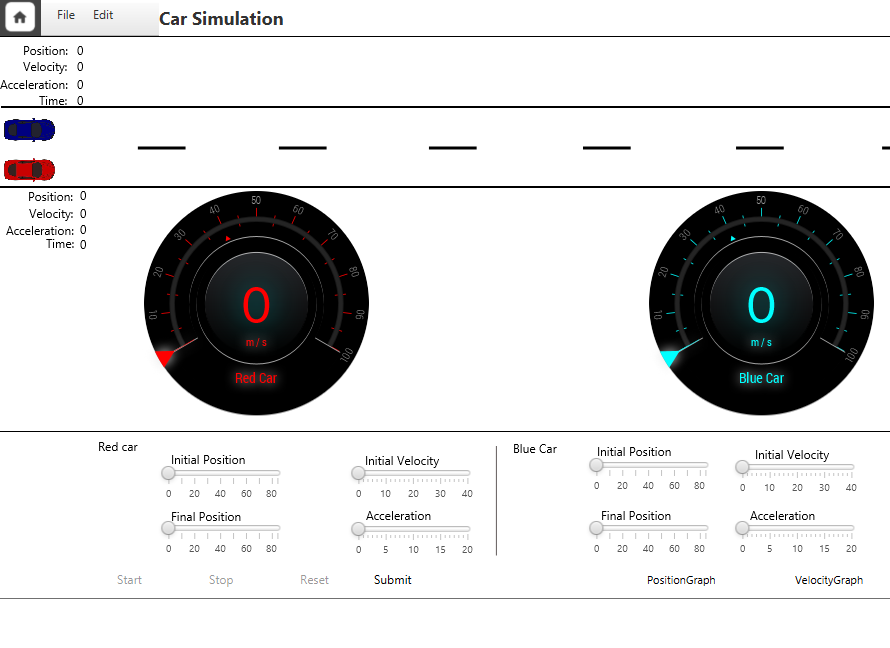 File Edit Car Simulation
Position: 0
Velocity: 0
Acceleration: 0
Time: 0
Position: 0
Velocity: 0
Acceleration: 0
Time: 0
10 20 30 40 50 60 70 80 90 100
0
m/s
Red Car
10 20 30 40 50 60 70 80 90 100
0
m/s
Blue Car
Red car
Initial Position
0 20 40 60 80
Initial Velocity
0 10 20 30 40
Final Position
0 20 40 60 80
Acceleration
0 5 10 15 20
Blue Car
Initial Position
0 20 40 60 80
Initial Velocity
0 10 20 30 40
Final Position
0 20 40 60 80
Acceleration
0 5 10 15 20
Start Stop Reset Submit PositionGraph VelocityGraph